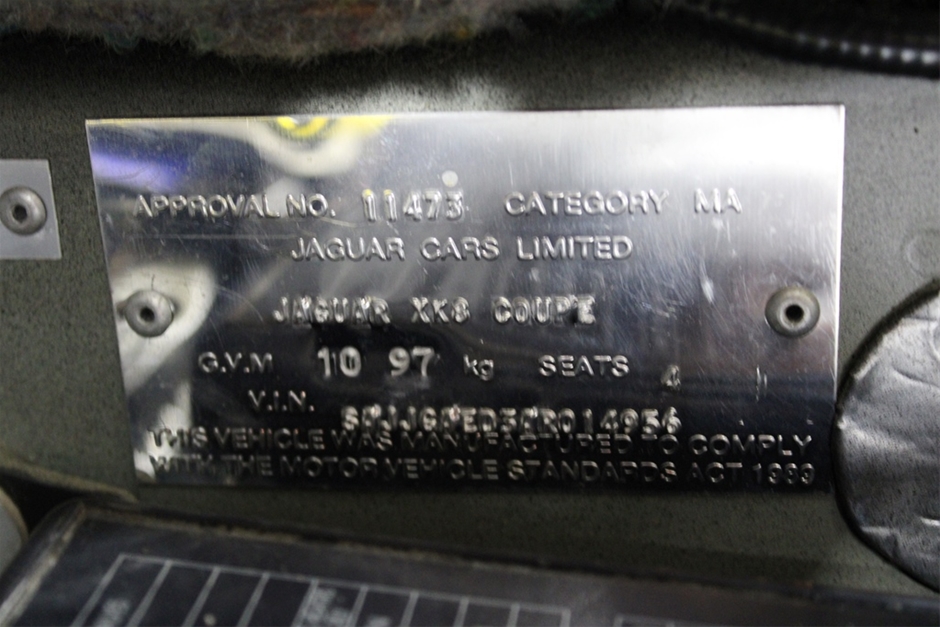 APPROVAL NO. 11473 CATEGORY MA
JAGUAR CARS LIMITED
JAGUAR XK8 COUPE
G.V.M 10 97 kg SEATS 4
V.I.N.
THIS VEHICLE WAS MANUFACTURED TO COMPLY
WITH THE MOTOR VEHICLE STANDARDS ACT 1989